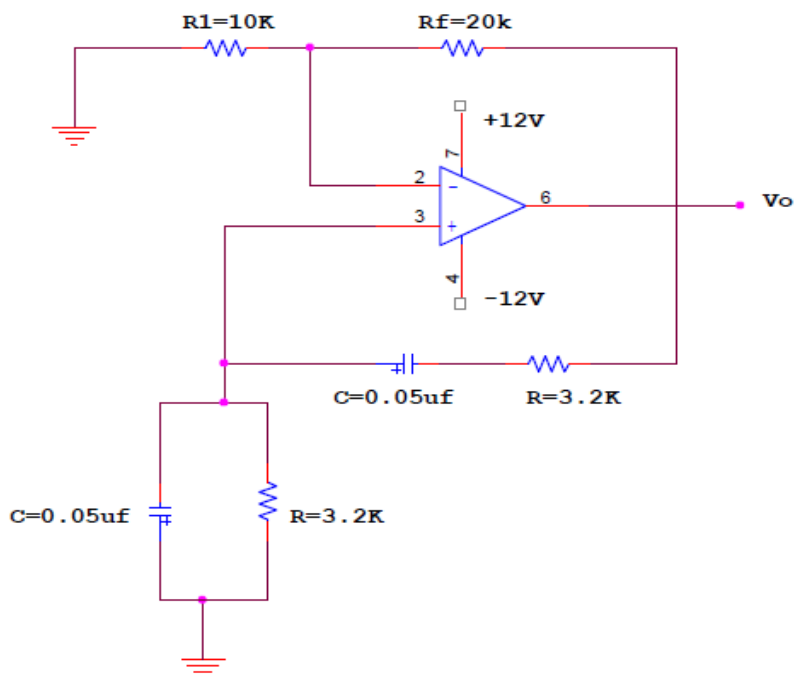 R1=10K
Rf=20k
+12V
7
2
-
3
+
6
Vo
4
-12V
C=0.05uf
R=3.2K
C=0.05uf
R=3.2K